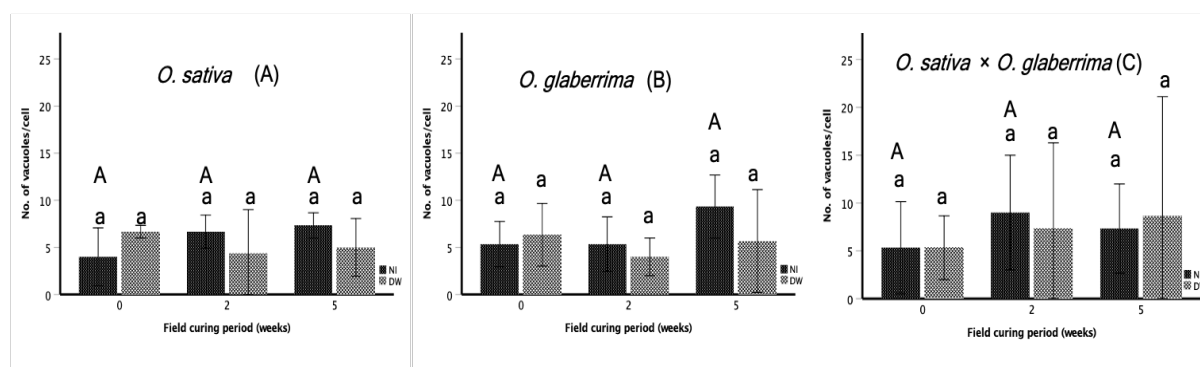 O. sativa (A)
No. of vacuoles/cell
25
20
15
10
5
0
A
a
a
A
a
a
A
a
a
NI
DW
0
2
5
Field curing period (weeks)
O. glaberrima (B)
No. of vacuoles/cell
25
20
15
10
5
0
A
a
a
A
a
a
A
a
a
NI
DW
0
2
5
Field curing period (weeks)
O. sativa × O. glaberrima (C)
No. of vacuoles/cell
25
20
15
10
5
0
A
a
a
A
a
a
A
a
a
0
2
5
Field curing period (weeks)